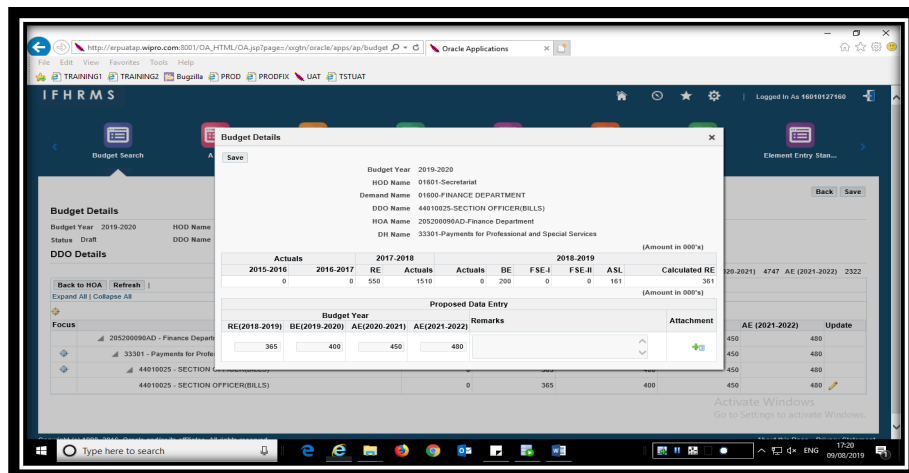 http://erpuatap.wipro.com:8001/OA_HTML/OA.jsp?page=/xxgtn/oracle/apps/ap/budget
Oracle Applications
File Edit View Favorites Tools Help
TRAINING1 TRAINING2 Bugzilla PROD PRODFIX UAT TSTUAT
IFHRMS
Logged In As 16010127160
Budget Search
A
Element Entry Stan...
Budget Details
Save
Budget Year 2019-2020
HOD Name 01601-Secretariat
Demand Name 01600-FINANCE DEPARTMENT
DDO Name 44010025-SECTION OFFICER(BILLS)
HOA Name 205200090AD-Finance Department
DH Name 33301-Payments for Professional and Special Services
(Amount in 000's)
Actuals 2017-2018 2018-2019
2015-2016 2016-2017 RE Actuals Actuals BE FSE-I FSE-II ASL Calculated RE
0 0 550 1510 0 200 0 0 161 361
(Amount in 000's)
Proposed Data Entry
Budget Year Remarks Attachment
RE(2018-2019) BE(2019-2020) AE(2020-2021) AE(2021-2022)
365 400 450 480
Back Save
Budget Details
Budget Year 2019-2020 HOD Name
Status Draft DDO Name
DDO Details
020-2021) 4747 AE (2021-2022) 2322
Back to HOA Refresh |
Expand All | Collapse All
Focus AE (2021-2022) Update
205200090AD - Finance Departm 450 480
33301 - Payments for Profe 450 480
44010025 - SECTION OFFICER(BILLS) 0 365 400 450 480
44010025 - SECTION OFFICER(BILLS) 0 365 400 450 480
Activate Windows
Go to Settings to activate Windows.
Type here to search
ENG
17:20
09/08/2019